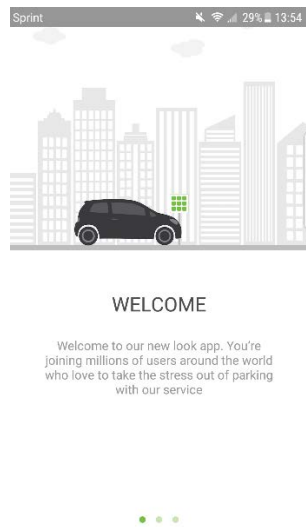 Sprint 29% 13:54
WELCOME
Welcome to our new look app. You're
joining millions of users around the world
who love to take the stress out of parking
with our service